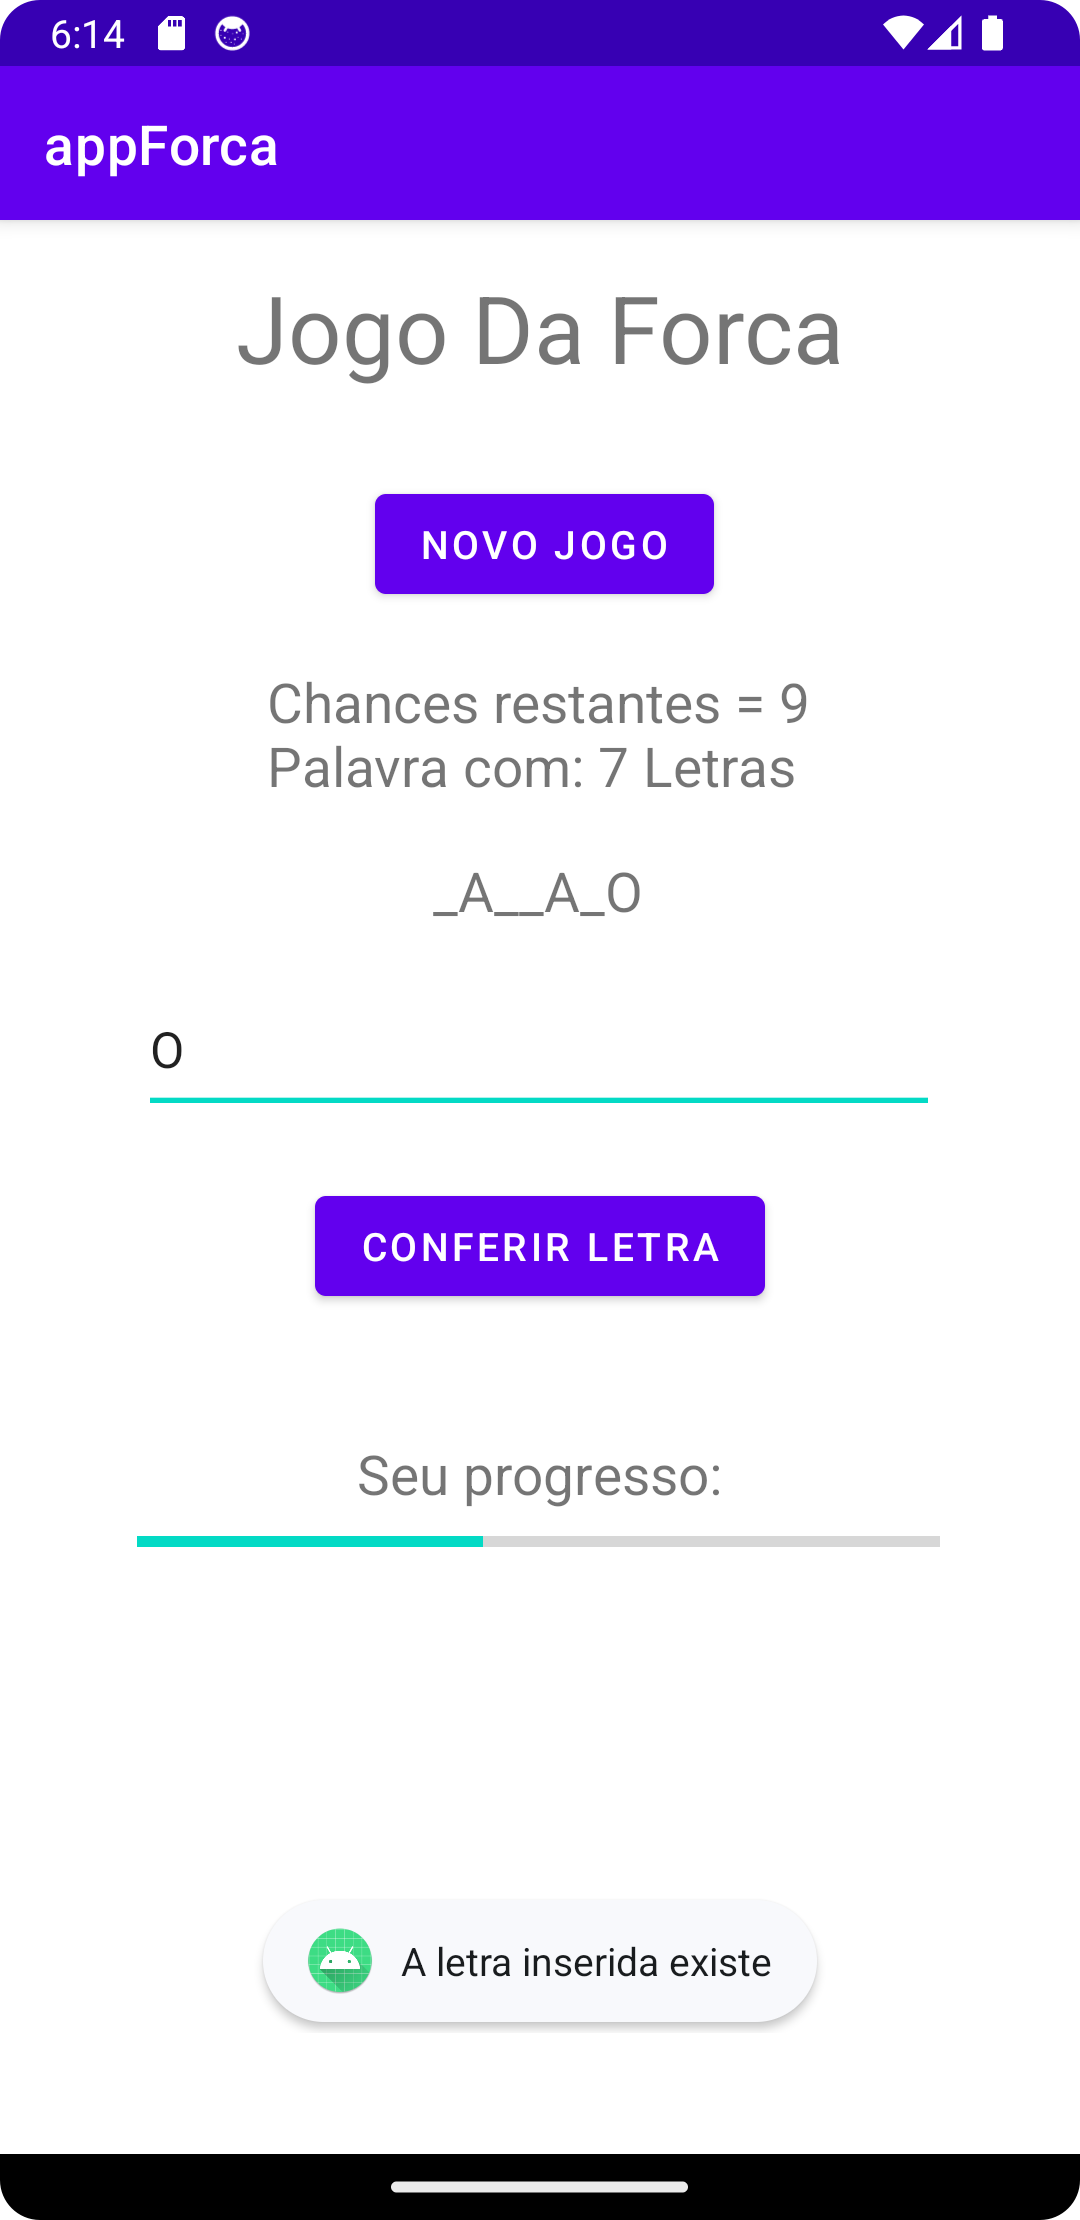 6:14
appForca
Jogo Da Forca
NOVO JOGO
Chances restantes = 9
Palavra com: 7 Letras
_A__A_O
O
CONFERIR LETRA
Seu progresso:
A letra inserida existe